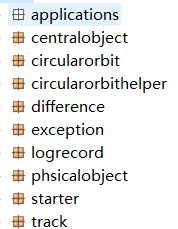 applications
centralobject
circularorbit
circularorbithelper
difference
exception
logrecord
phsicalobject
starter
track